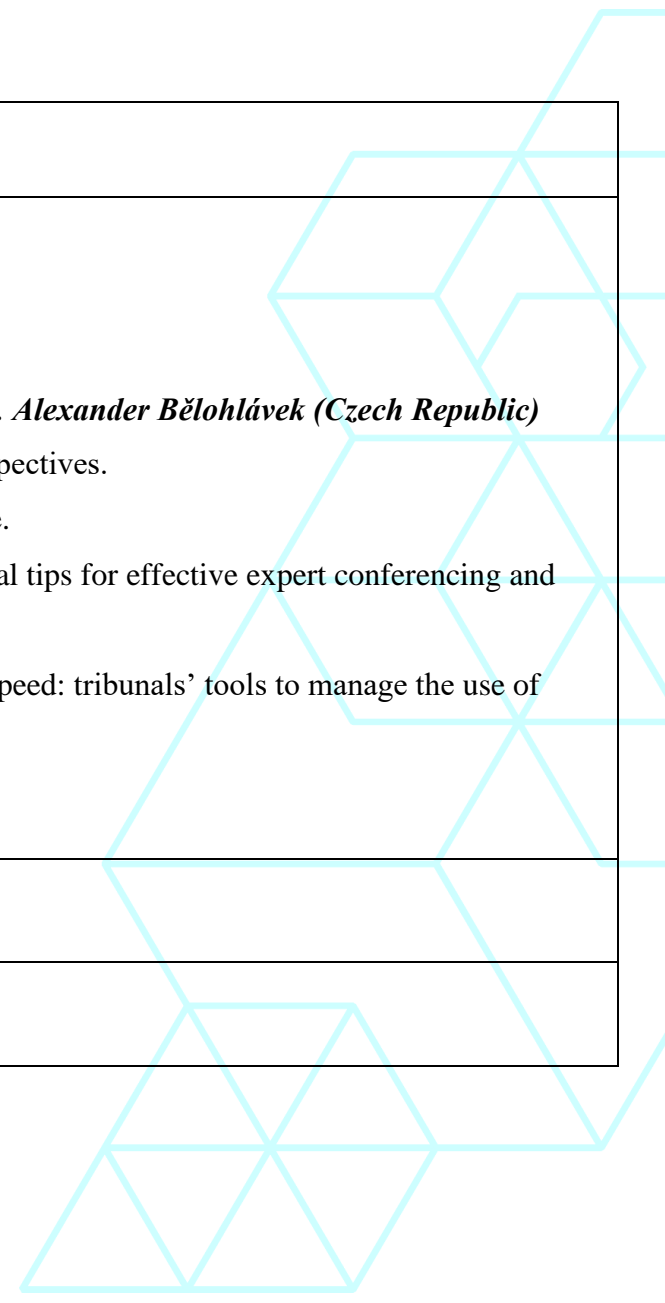 . Alexander Bělohlávek (Czech Republic)
pectives.
e.
al tips for effective expert conferencing and
peed: tribunals’ tools to manage the use of